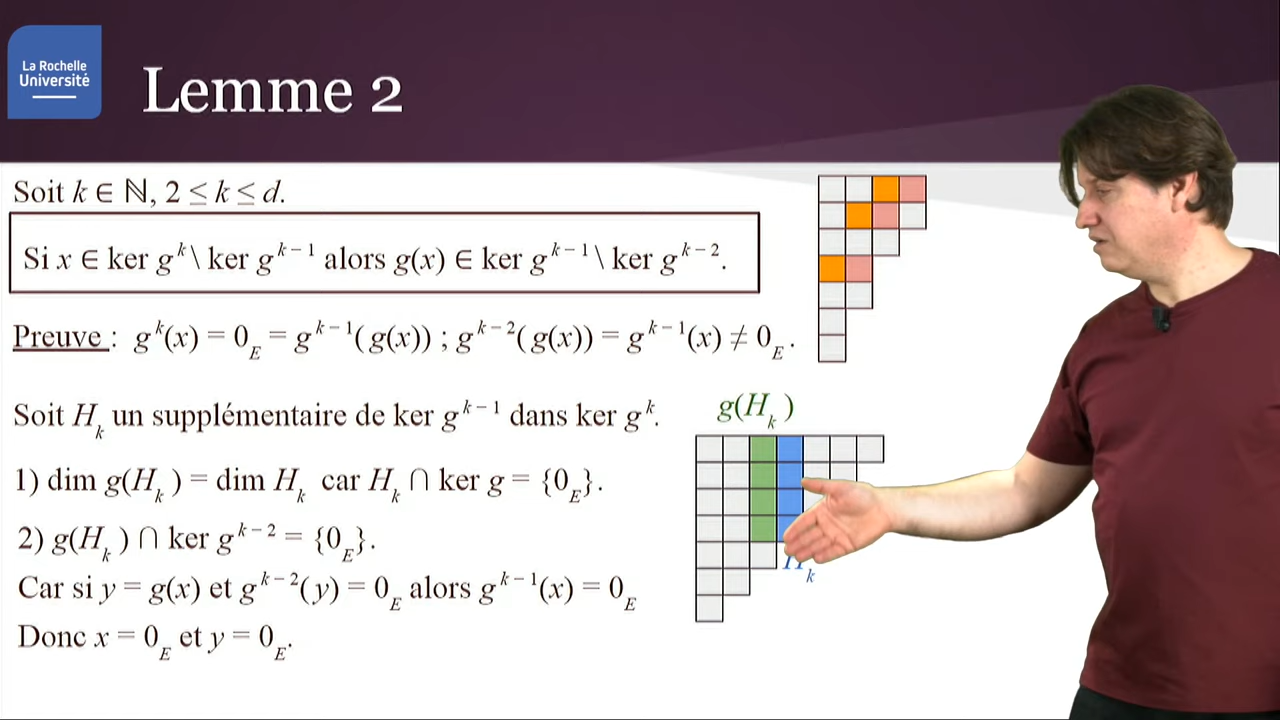 La Rochelle
Université
Lemme 2
Soit k ∈ ℕ, 2 ≤ k ≤ d.
Si x ∈ ker g^k \ ker g^{k−1} alors g(x) ∈ ker g^{k−1} \ ker g^{k−2}.
Preuve : g^k(x) = 0_E = g^{k−1}(g(x)) ; g^{k−2}(g(x)) = g^{k−1}(x) ≠ 0_E.
Soit H_k un supplémentaire de ker g^{k−1} dans ker g^k.
g(H_k)
1) dim g(H_k) = dim H_k car H_k ∩ ker g = {0_E}.
2) g(H_k) ∩ ker g^{k−2} = {0_E}.
H_k
Car si y = g(x) et g^{k−2}(y) = 0_E alors g^{k−1}(x) = 0_E
Donc x = 0_E et y = 0_E.